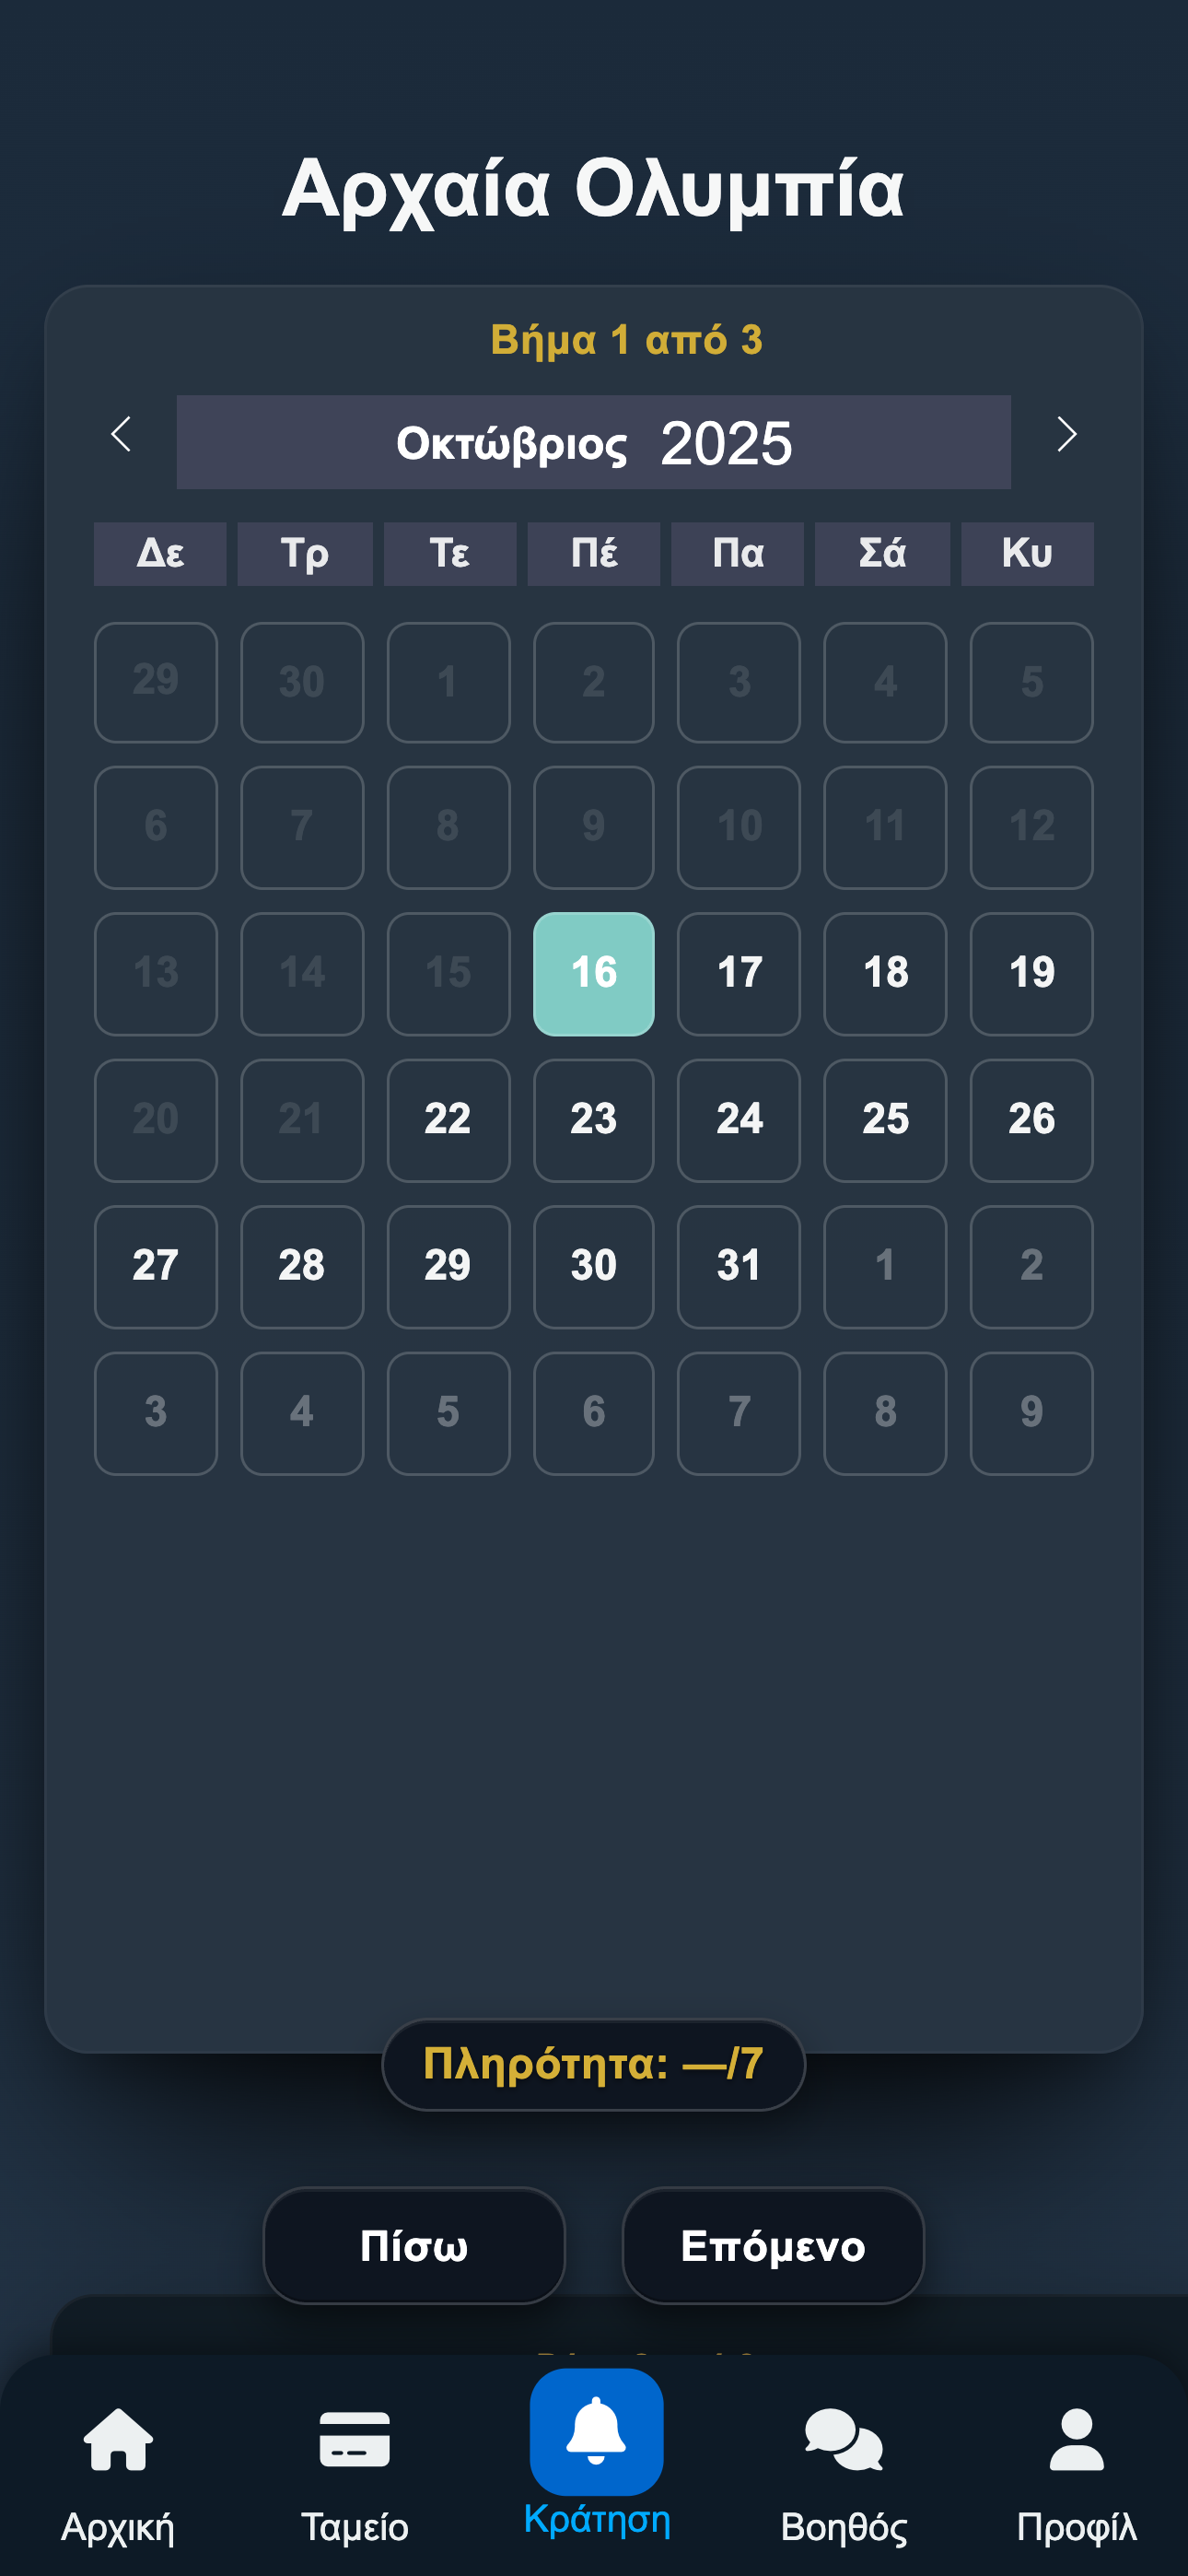 Αρχαία Ολυμπία
Βήμα 1 από 3
Οκτώβριος 2025
Δε Τρ Τε Πέ Πα Σά Κυ
29 30 1 2 3 4 5
6 7 8 9 10 11 12
13 14 15 16 17 18 19
20 21 22 23 24 25 26
27 28 29 30 31 1 2
3 4 5 6 7 8 9
Πληρότητα: —/7
Πίσω Επόμενο
Αρχική Ταμείο Κράτηση Βοηθός Προφίλ